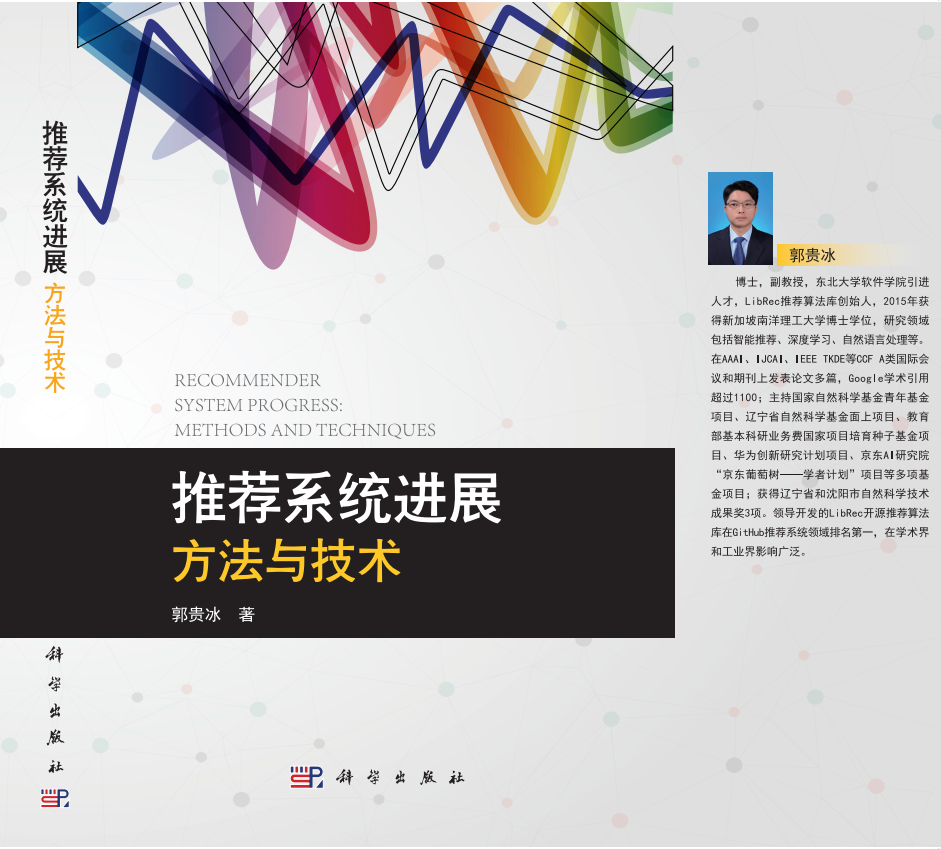 推荐系统进展
方法与技术
科学出版社
RECOMMENDER
SYSTEM PROGRESS:
METHODS AND TECHNIQUES
推荐系统进展
方法与技术
郭贵冰 著
科学出版社
郭贵冰
博士，副教授，东北大学软件学院引进
人才，LibRec推荐算法库创始人，2015年获
得新加坡南洋理工大学博士学位，研究领域
包括智能推荐、深度学习、自然语言处理等。
在AAAI、IJCAI、IEEE TKDE等CCF A类国际会
议和期刊上发表论文多篇，Google学术引用
超过1100；主持国家自然科学基金青年基金
项目、辽宁省自然科学基金面上项目、教育
部基本科研业务费国家项目培育种子基金项
目、华为创新研究计划项目、京东AI研究院
“京东葡萄树——学者计划”项目等多项基
金项目；获得辽宁省和沈阳市自然科学技术
成果奖3项。领导开发的LibRec开源推荐算法
库在GitHub推荐系统领域排名第一，在学术界
和工业界影响广泛。